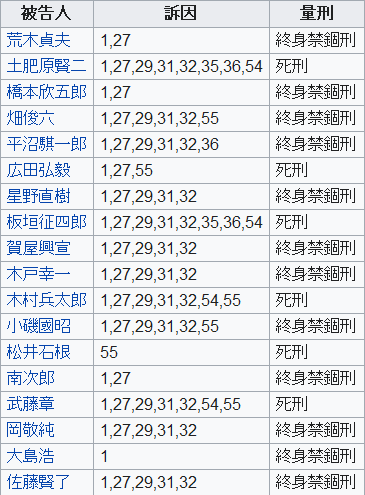 被告人 訴因 量刑
荒木貞夫 1,27 終身禁錮刑
土肥原賢二 1,27,29,31,32,35,36,54 死刑
橋本欣五郎 1,27 終身禁錮刑
畑俊六 1,27,29,31,32,55 終身禁錮刑
平沼騏一郎 1,27,29,31,32,36 終身禁錮刑
広田弘毅 1,27,55 死刑
星野直樹 1,27,29,31,32 終身禁錮刑
板垣征四郎 1,27,29,31,32,35,36,54 死刑
賀屋興宣 1,27,29,31,32 終身禁錮刑
木戸幸一 1,27,29,31,32 終身禁錮刑
木村兵太郎 1,27,29,31,32,54,55 死刑
小磯國昭 1,27,29,31,32,55 終身禁錮刑
松井石根 55 死刑
南次郎 1,27 終身禁錮刑
武藤章 1,27,29,31,32,54,55 死刑
岡敬純 1,27,29,31,32 終身禁錮刑
大島浩 1 終身禁錮刑
佐藤賢了 1,27,29,31,32 終身禁錮刑